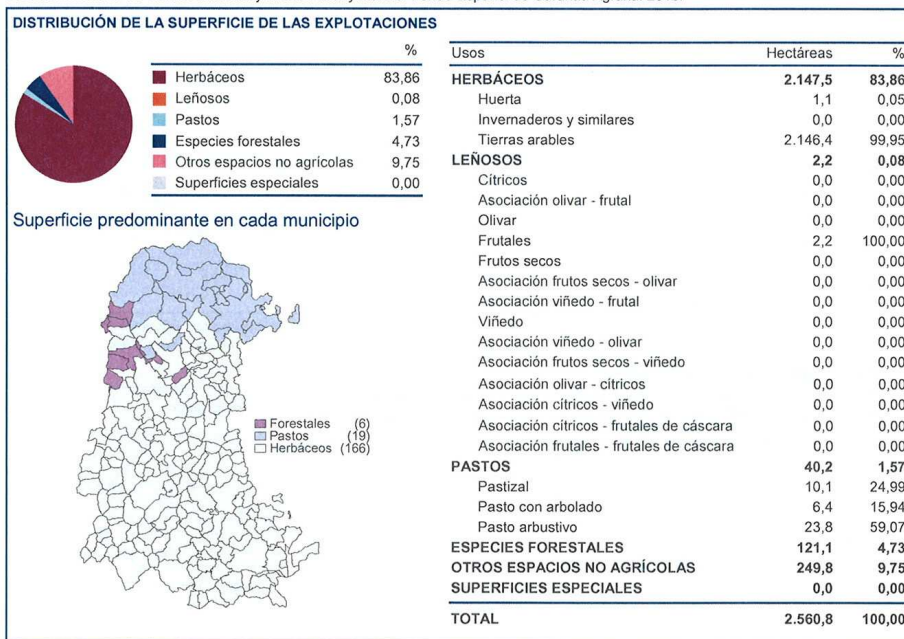 DISTRIBUCIÓN DE LA SUPERFICIE DE LAS EXPLOTACIONES
%
Herbáceos 83,86
Leñosos 0,08
Pastos 1,57
Especies forestales 4,73
Otros espacios no agrícolas 9,75
Superficies especiales 0,00
Superficie predominante en cada municipio
Forestales (6)
Pastos (19)
Herbáceos (166)
Usos Hectáreas %
HERBÁCEOS 2.147,5 83,86
Huerta 1,1 0,05
Invernaderos y similares 0,0 0,00
Tierras arables 2.146,4 99,95
LEÑOSOS 2,2 0,08
Cítricos 0,0 0,00
Asociación olivar - frutal 0,0 0,00
Olivar 0,0 0,00
Frutales 2,2 100,00
Frutos secos 0,0 0,00
Asociación frutos secos - olivar 0,0 0,00
Asociación viñedo - frutal 0,0 0,00
Viñedo 0,0 0,00
Asociación viñedo - olivar 0,0 0,00
Asociación frutos secos - viñedo 0,0 0,00
Asociación olivar - cítricos 0,0 0,00
Asociación cítricos - viñedo 0,0 0,00
Asociación cítricos - frutales de cáscara 0,0 0,00
Asociación frutales - frutales de cáscara 0,0 0,00
PASTOS 40,2 1,57
Pastizal 10,1 24,99
Pasto con arbolado 6,4 15,94
Pasto arbustivo 23,8 59,07
ESPECIES FORESTALES 121,1 4,73
OTROS ESPACIOS NO AGRÍCOLAS 249,8 9,75
SUPERFICIES ESPECIALES 0,0 0,00
TOTAL 2.560,8 100,00